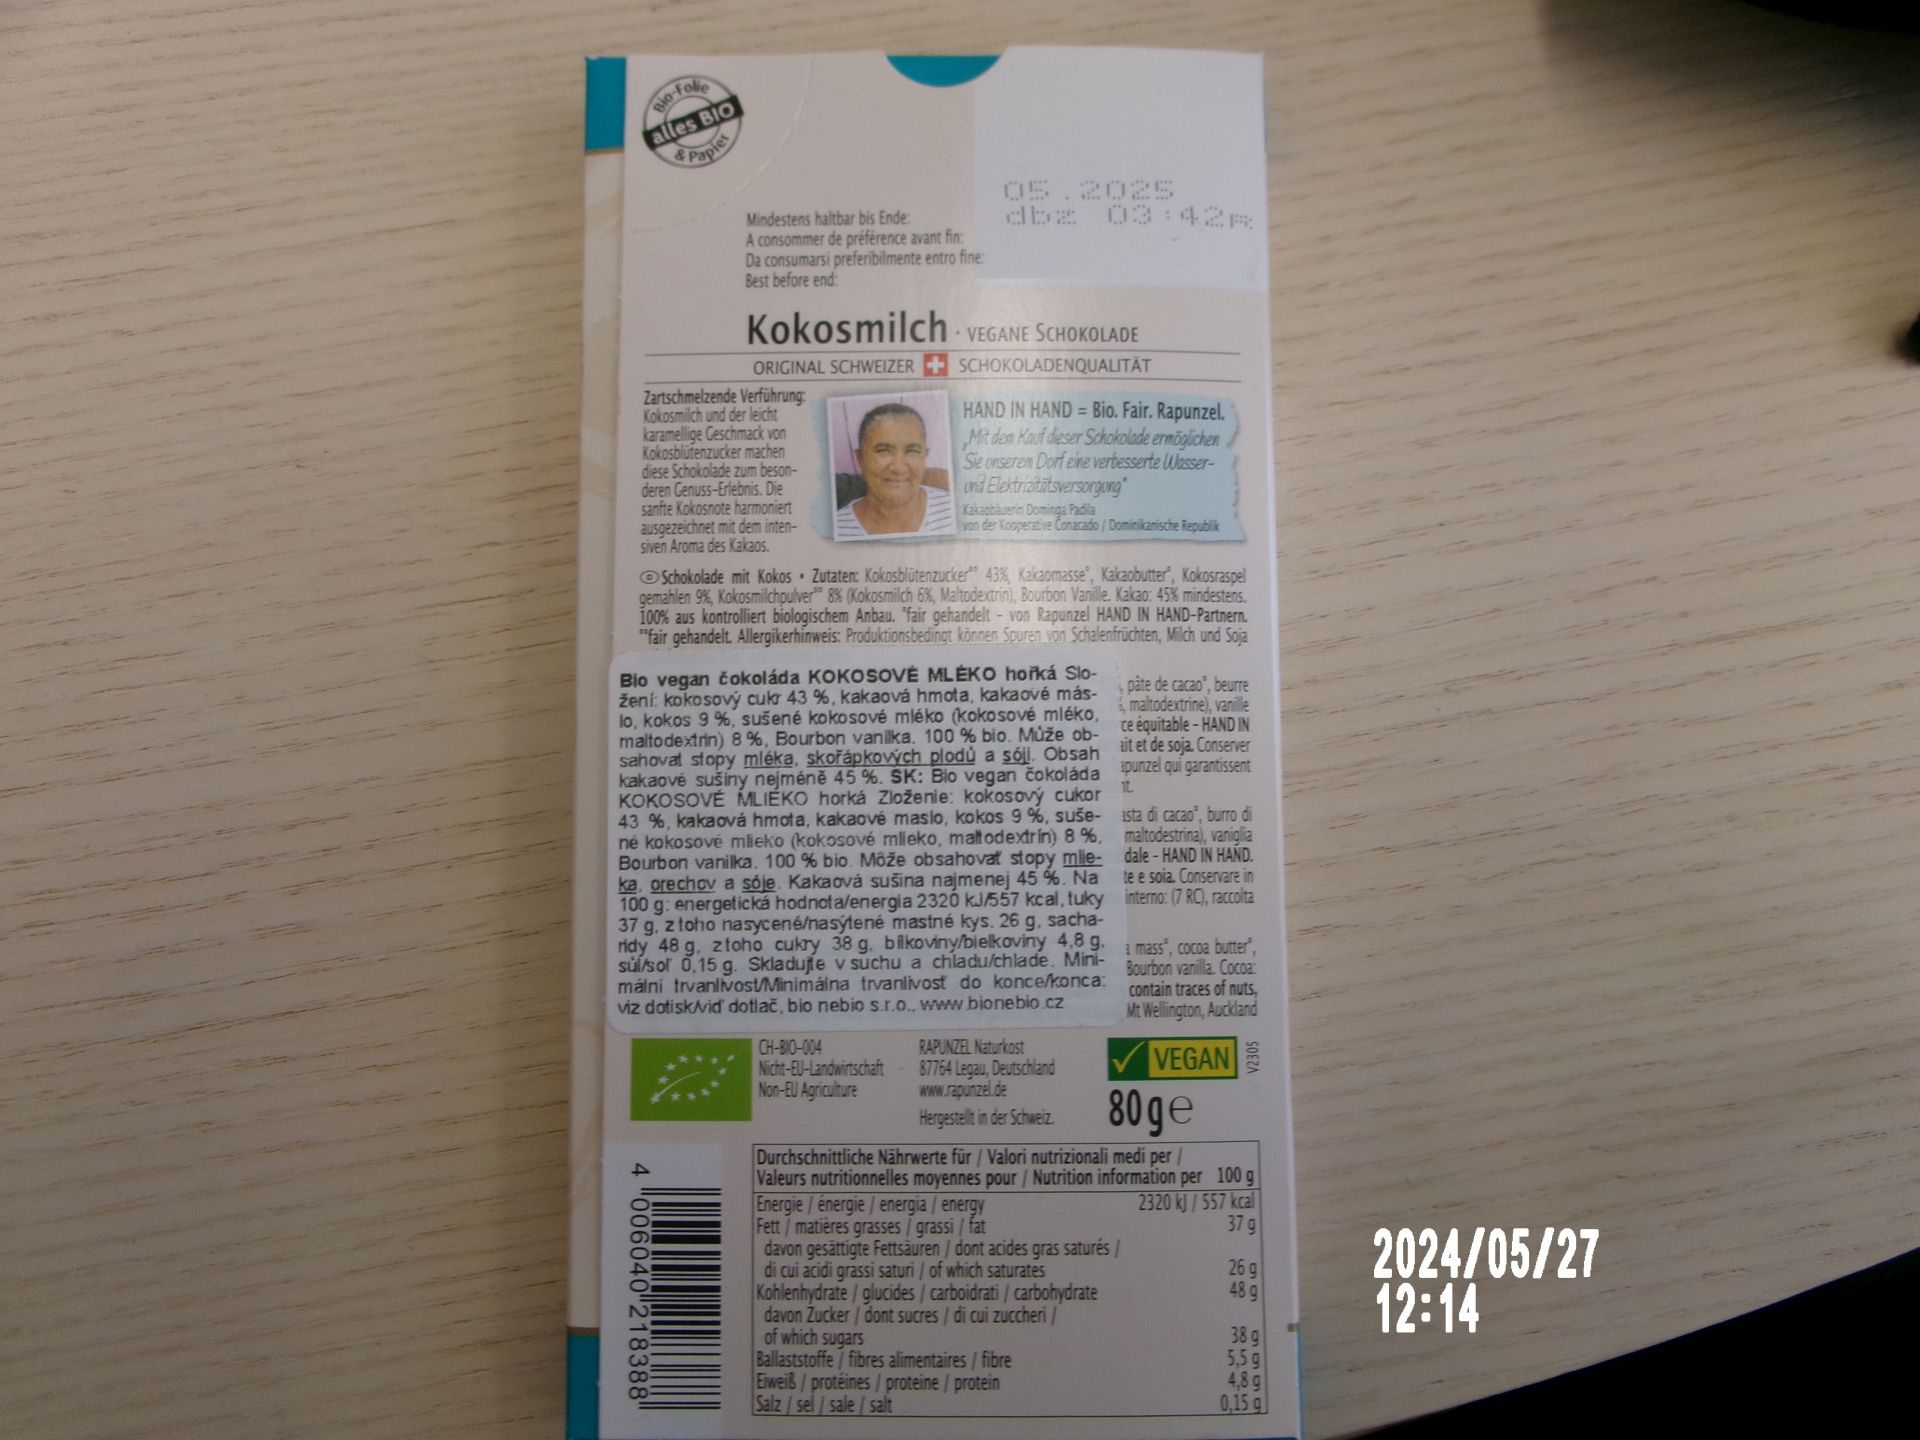 Bio-Folie
alles BIO
& Papier
05.2025
dbz 03:42
Mindestens haltbar bis Ende:
A consommer de préférence avant fin:
Da consumarsi preferibilmente entro fine:
Best before end:
Kokosmilch · VEGANE SCHOKOLADE
ORIGINAL SCHWEIZER SCHOKOLADENQUALITÄT
Zartschmelzende Verführung:
Kokosmilch und der leicht
karamellige Geschmack von
Kokosblütenzucker machen
diese Schokolade zum beson-
deren Genuss-Erlebnis. Die
sanfte Kokosnote harmoniert
ausgezeichnet mit dem inten-
siven Aroma des Kakaos.
HAND IN HAND = Bio. Fair. Rapunzel.
„Mit dem Kauf dieser Schokolade ermöglichen
Sie unserem Dorf eine verbesserte Wasser-
und Elektrizitätsversorgung"
Kakaobäuerin Dominga Padila
von der Kooperative Conacado / Dominikanische Republik
D Schokolade mit Kokos • Zutaten: Kokosblütenzucker°° 43%, Kakaomasse°, Kakaobutter°, Kokosraspel
gemahlen 9%, Kokosmilchpulver°° 8% (Kokosmilch 6%, Maltodextrin), Bourbon Vanille. Kakao: 45% mindestens.
100% aus kontrolliert biologischem Anbau. °fair gehandelt - von Rapunzel HAND IN HAND-Partnern.
°°fair gehandelt. Allergikerhinweis: Produktionsbedingt können Spuren von Schalenfrüchten, Milch und Soja
Bio vegan čokoláda KOKOSOVÉ MLÉKO hořká Slo-
žení: kokosový cukr 43 %, kakaová hmota, kakaové más-
lo, kokos 9 %, sušené kokosové mléko (kokosové mléko,
maltodextrin) 8 %, Bourbon vanilka. 100 % bio. Může ob-
sahovat stopy mléka, skořápkových plodů a sóji. Obsah
kakaové sušiny nejméně 45 %. SK: Bio vegan čokoláda
KOKOSOVÉ MLIEKO horká Zloženie: kokosový cukor
43 %, kakaová hmota, kakaové maslo, kokos 9 %, suše-
né kokosové mlieko (kokosové mlieko, maltodextrín) 8 %,
Bourbon vanilka. 100 % bio. Môže obsahovať stopy mlie-
ka, orechov a sóje. Kakaová sušina najmenej 45 %. Na
100 g: energetická hodnota/energia 2320 kJ/557 kcal, tuky
37 g, z toho nasycené/nasýtené mastné kys. 26 g, sacha-
ridy 48 g, z toho cukry 38 g, bílkoviny/bielkoviny 4,8 g,
sůl/soľ 0,15 g. Skladujte v suchu a chladu/chlade. Mini-
mální trvanlivost/Minimálna trvanlivosť do konce/konca:
viz dotisk/viď dotlač, bio nebio s.r.o., www.bionebio.cz
, pâte de cacao°, beurre
, maltodextrine), vanille
ce équitable - HAND IN
ait et de soja. Conserver
apunzel qui garantissent
asta di cacao°, burro di
maltodestrina), vaniglia
dale - HAND IN HAND.
te e soia. Conservare in
interno: (7 RC), raccolta
a mass°, cocoa butter°,
Bourbon vanilla. Cocoa:
contain traces of nuts,
Mt Wellington, Auckland
CH-BIO-004
Nicht-EU-Landwirtschaft
Non-EU Agriculture
RAPUNZEL Naturkost
87764 Legau, Deutschland
www.rapunzel.de
Hergestellt in der Schweiz.
VEGAN
V2305
80 g e
4 006040 218388
Durchschnittliche Nährwerte für / Valori nutrizionali medi per /
Valeurs nutritionnelles moyennes pour / Nutrition information per 100 g
Energie / énergie / energia / energy 2320 kJ / 557 kcal
Fett / matières grasses / grassi / fat 37 g
davon gesättigte Fettsäuren / dont acides gras saturés /
di cui acidi grassi saturi / of which saturates 26 g
Kohlenhydrate / glucides / carboidrati / carbohydrate 48 g
davon Zucker / dont sucres / di cui zuccheri /
of which sugars 38 g
Ballaststoffe / fibres alimentaires / fibre 5,5 g
Eiweiß / protéines / proteine / protein 4,8 g
Salz / sel / sale / salt 0,15 g
2024/05/27
12:14